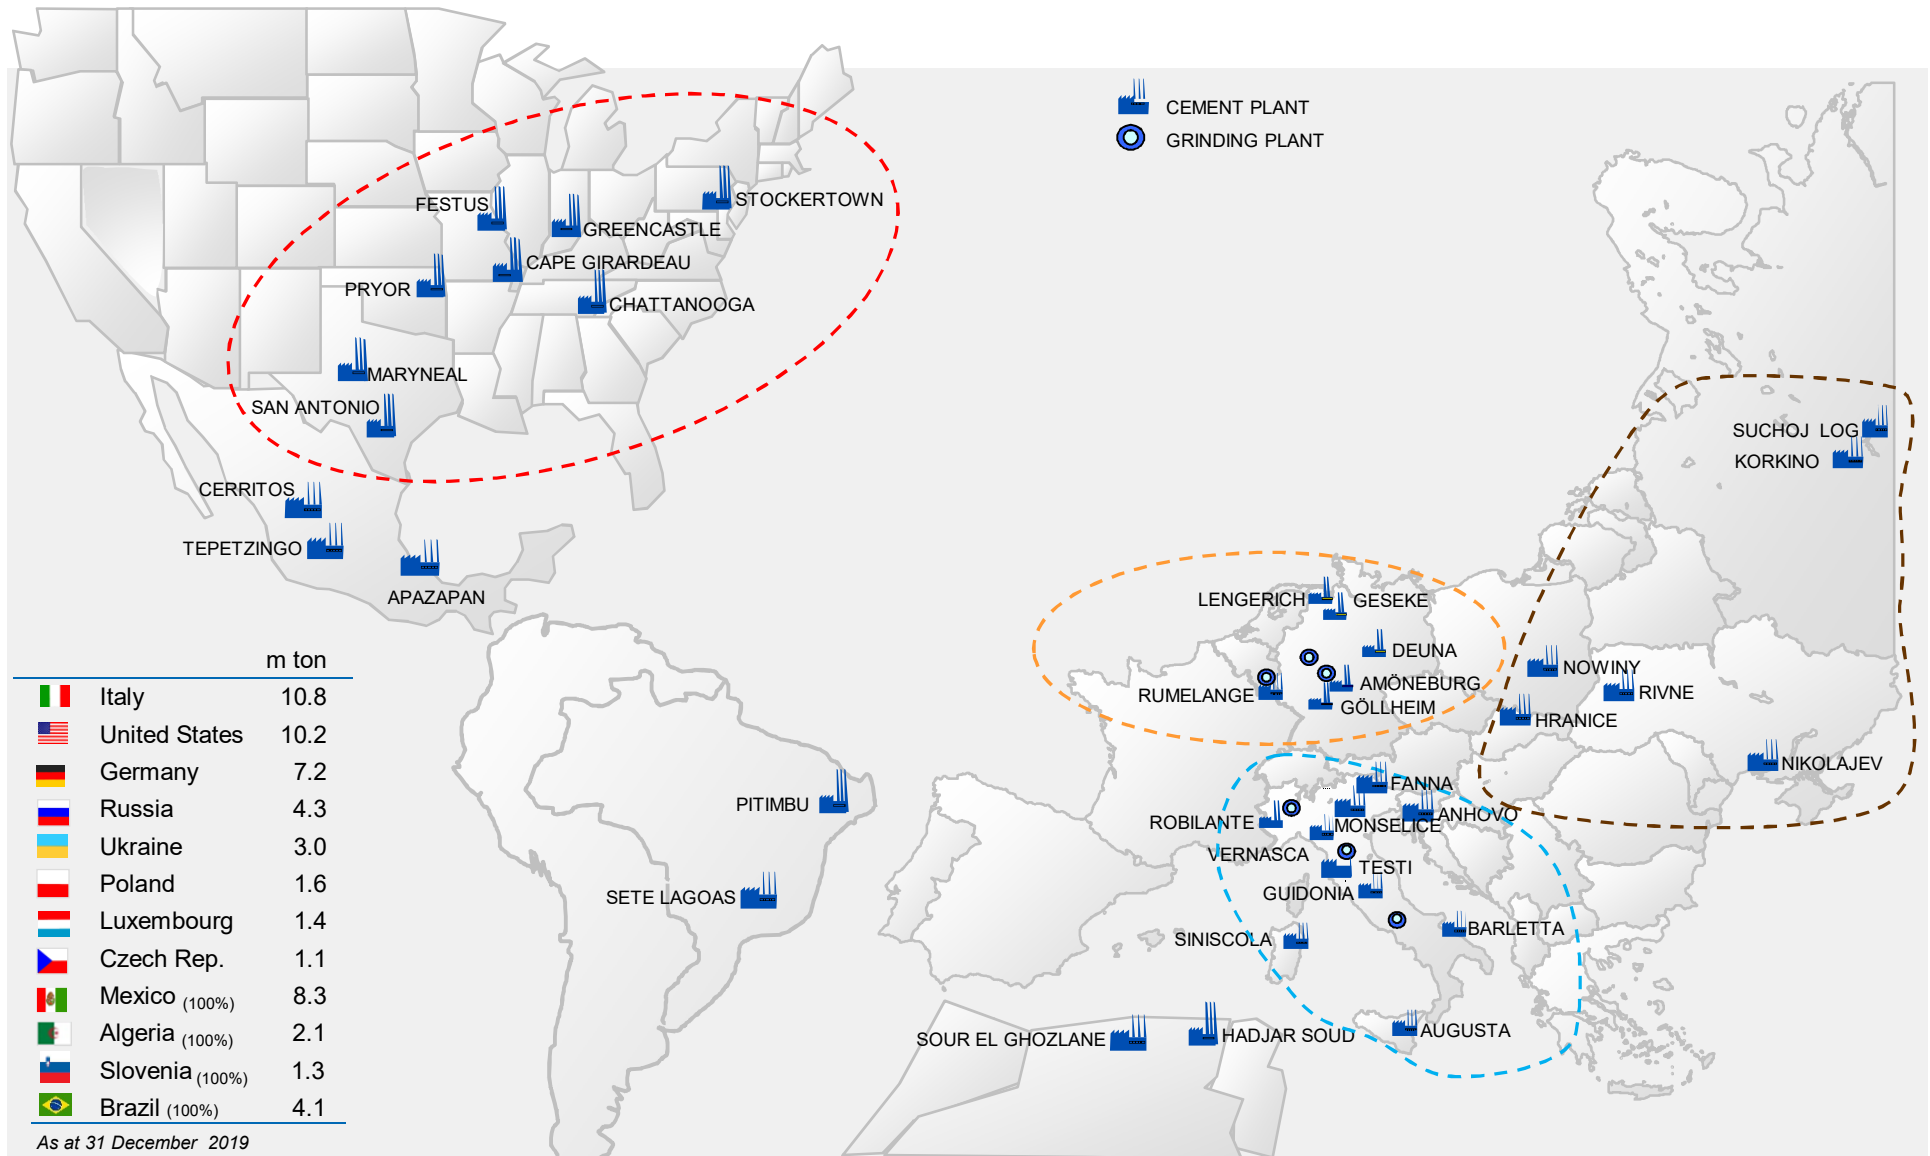 CEMENT PLANT
GRINDING PLANT
FESTUS
STOCKERTOWN
GREENCASTLE
CAPE GIRARDEAU
PRYOR
CHATTANOOGA
MARYNEAL
SAN ANTONIO
CERRITOS
TEPETZINGO
APAZAPAN
PITIMBU
SETE LAGOAS
SUCHOJ LOG
KORKINO
LENGERICH
GESEKE
DEUNA
AMÖNEBURG
RUMELANGE
GÖLLHEIM
NOWINY
RIVNE
HRANICE
NIKOLAJEV
FANNA
ANHOVO
ROBILANTE
MONSELICE
VERNASCA
TESTI
GUIDONIA
BARLETTA
SINISCOLA
AUGUSTA
SOUR EL GHOZLANE
HADJAR SOUD
m ton
Italy 10.8
United States 10.2
Germany 7.2
Russia 4.3
Ukraine 3.0
Poland 1.6
Luxembourg 1.4
Czech Rep. 1.1
Mexico (100%) 8.3
Algeria (100%) 2.1
Slovenia (100%) 1.3
Brazil (100%) 4.1
As at 31 December 2019